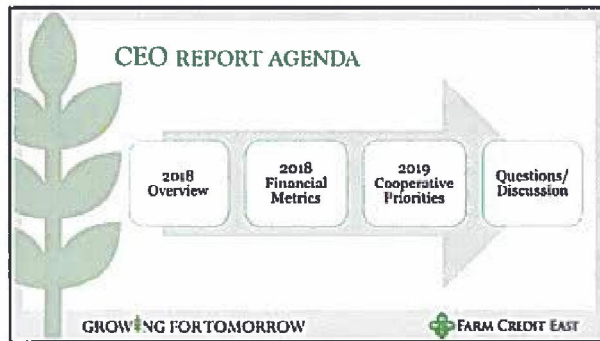 CEO REPORT AGENDA
2018
Overview
2018
Financial
Metrics
2019
Cooperative
Priorities
Questions/
Discussion
GROWING FOR TOMORROW
FARM CREDIT EAST